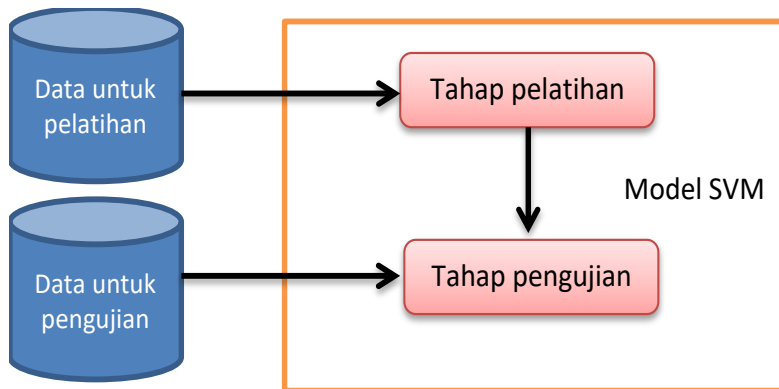 Data untuk
pelatihan
Tahap pelatihan
Model SVM
Data untuk
pengujian
Tahap pengujian